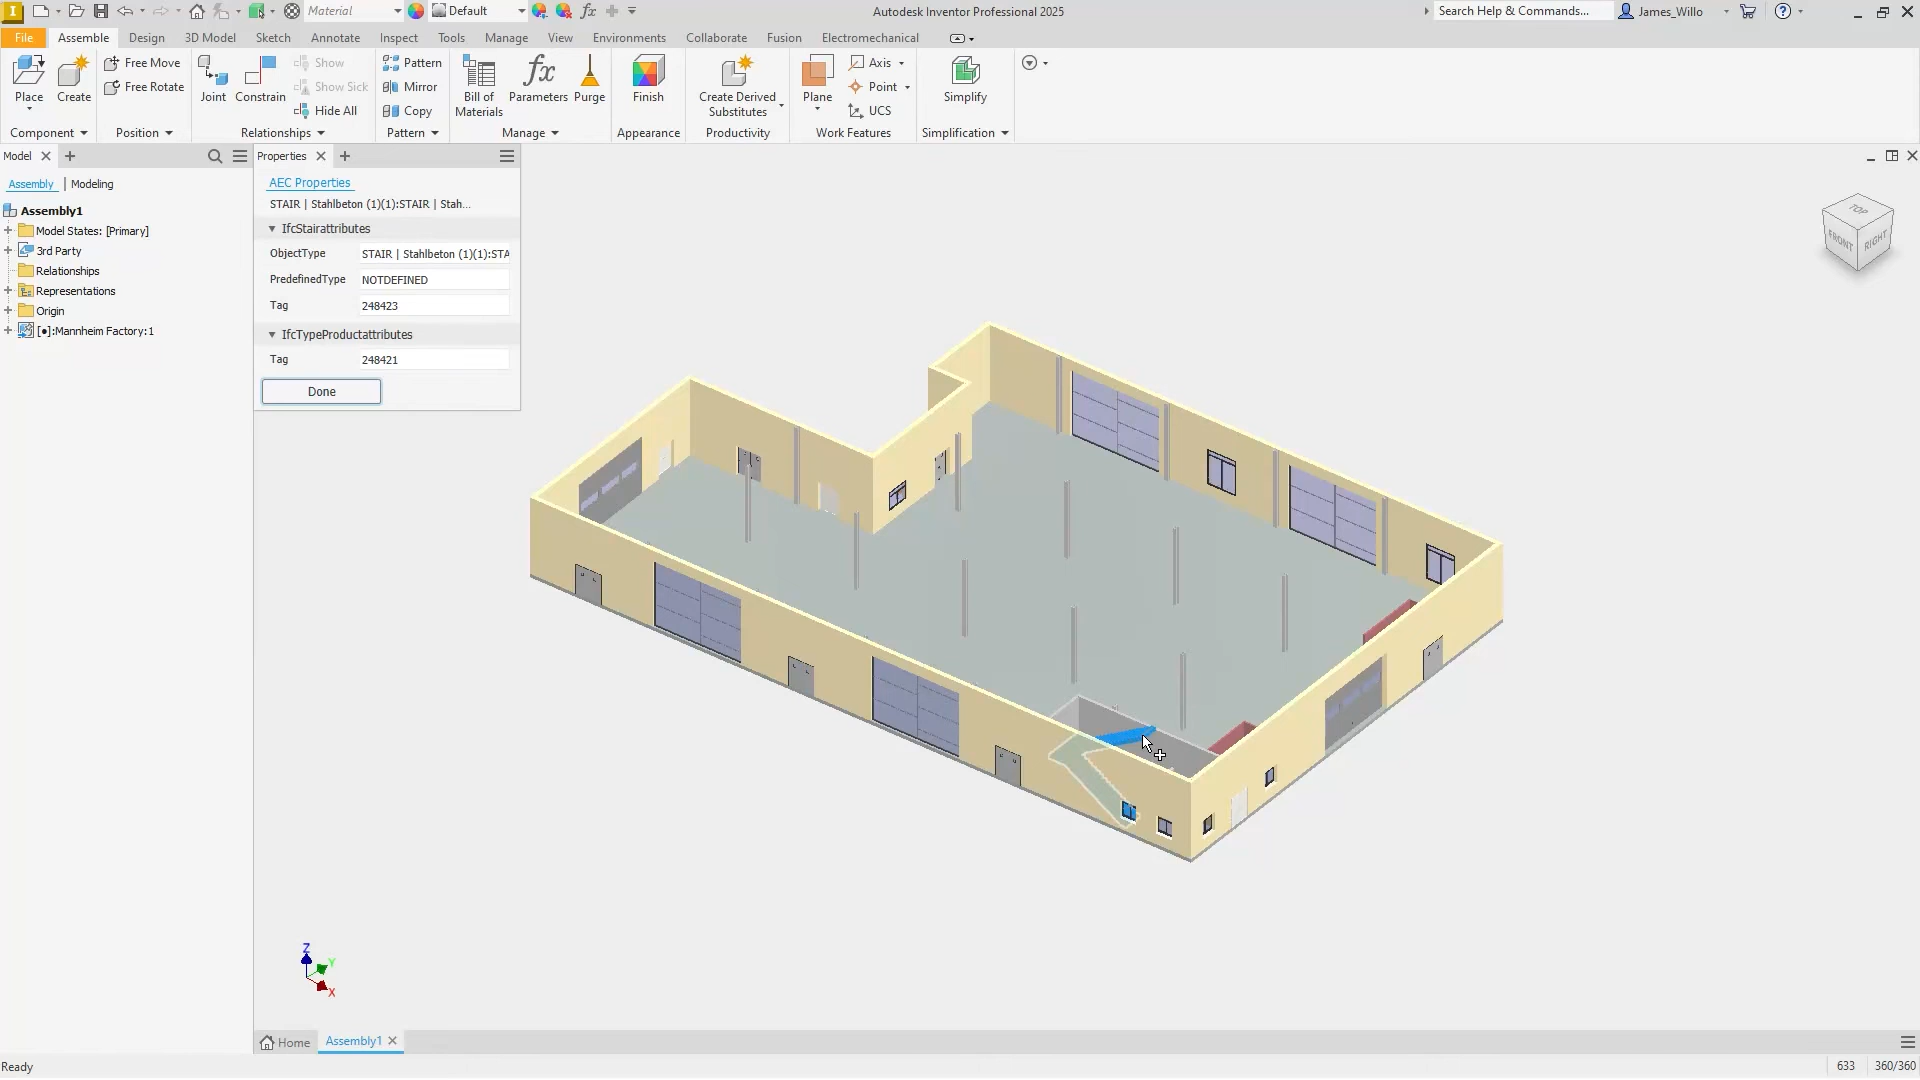 Material
Default
Autodesk Inventor Professional 2025
Search Help & Commands...
James_Willo
File
Assemble
Design
3D Model
Sketch
Annotate
Inspect
Tools
Manage
View
Environments
Collaborate
Fusion
Electromechanical
Place
Create
Free Move
Free Rotate
Joint
Constrain
Show
Show Sick
Hide All
Pattern
Mirror
Copy
Bill of
Materials
fx
Parameters
Purge
Finish
Create Derived
Substitutes
Plane
Axis
Point
UCS
Simplify
Component
Position
Relationships
Pattern
Manage
Appearance
Productivity
Work Features
Simplification
Model
Assembly | Modeling
Assembly1
Model States: [Primary]
3rd Party
Relationships
Representations
Origin
[●]:Mannheim Factory:1
Properties
AEC Properties
STAIR | Stahlbeton (1)(1):STAIR | Stah...
IfcStairattributes
ObjectType STAIR | Stahlbeton (1)(1):STA
PredefinedType NOTDEFINED
Tag 248423
IfcTypeProductattributes
Tag 248421
Done
TOP
FRONT
RIGHT
Z
Y
X
Home
Assembly1
Ready
633
360/360